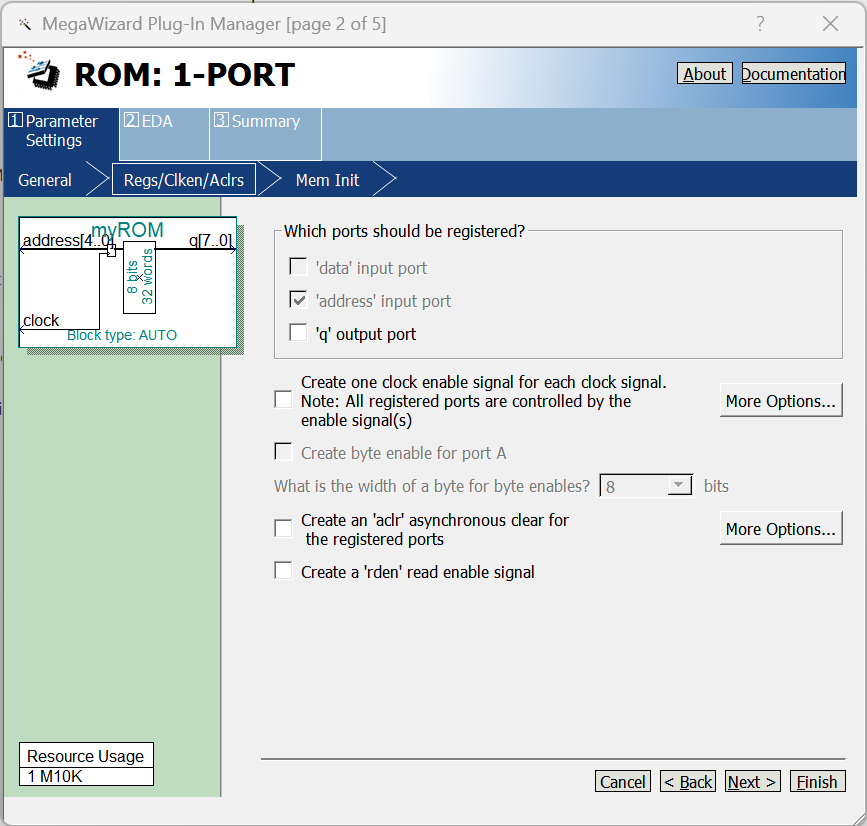 MegaWizard Plug-In Manager [page 2 of 5]
?
ROM: 1-PORT
About
Documentation
1 Parameter Settings
2 EDA
3 Summary
General
Regs/Clken/Aclrs
Mem Init
myROM
address[4..0]
q[7..0]
8 bits
32 words
clock
Block type: AUTO
Which ports should be registered?
'data' input port
'address' input port
'q' output port
Create one clock enable signal for each clock signal.
Note: All registered ports are controlled by the
enable signal(s)
More Options...
Create byte enable for port A
What is the width of a byte for byte enables?
8
bits
Create an 'aclr' asynchronous clear for
the registered ports
More Options...
Create a 'rden' read enable signal
Resource Usage
1 M10K
Cancel
< Back
Next >
Finish